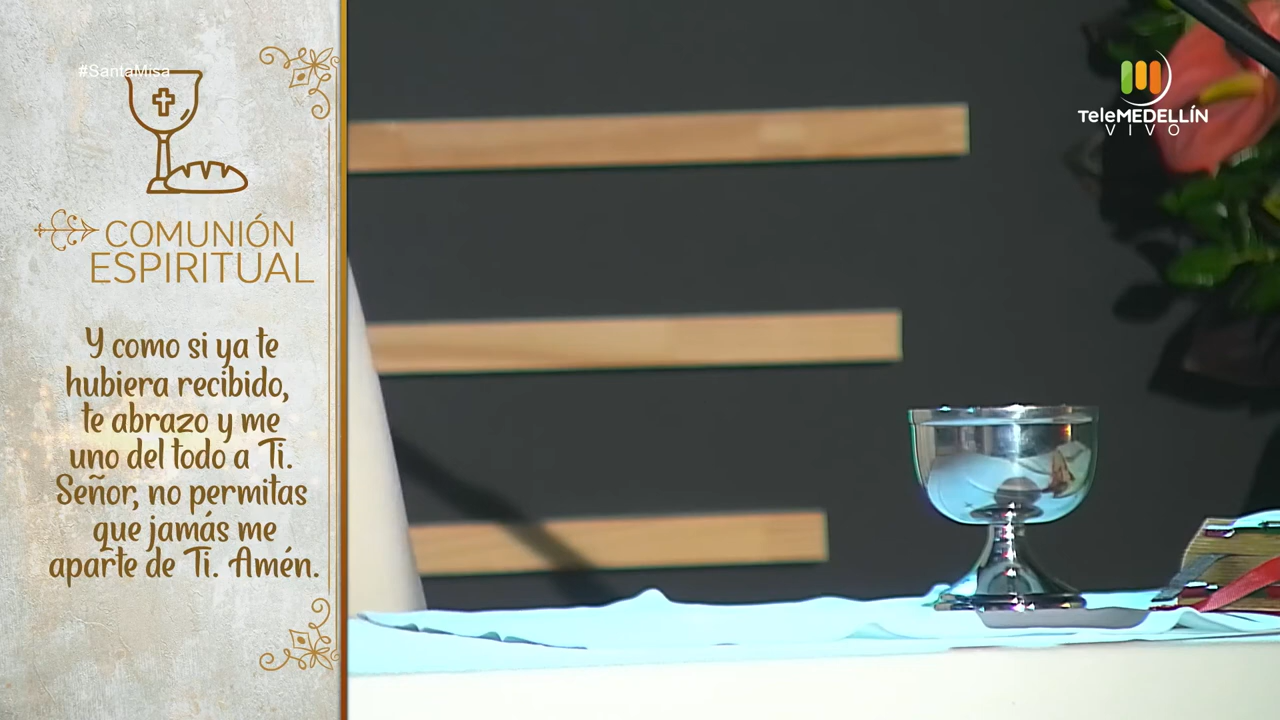 #SantaMisa
COMUNIÓN
ESPIRITUAL
Y como si ya te
hubiera recibido,
te abrazo y me
uno del todo a Ti.
Señor, no permitas
que jamás me
aparte de Ti. Amén.
TeleMEDELLÍN
VIVO